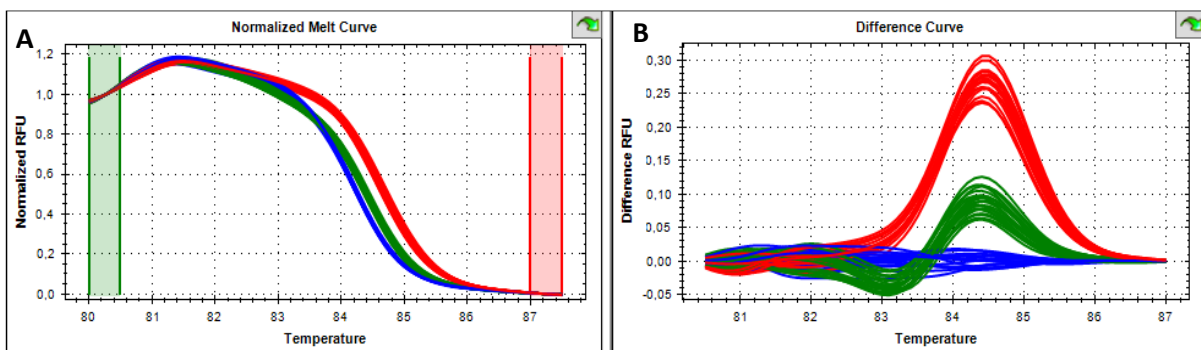 A
Normalized Melt Curve
Normalized RFU
1,2
1,0
0,8
0,6
0,4
0,2
0,0
80 81 82 83 84 85 86 87
Temperature
B
Difference Curve
Difference RFU
0,30
0,25
0,20
0,15
0,10
0,05
0,00
-0,05
81 82 83 84 85 86 87
Temperature